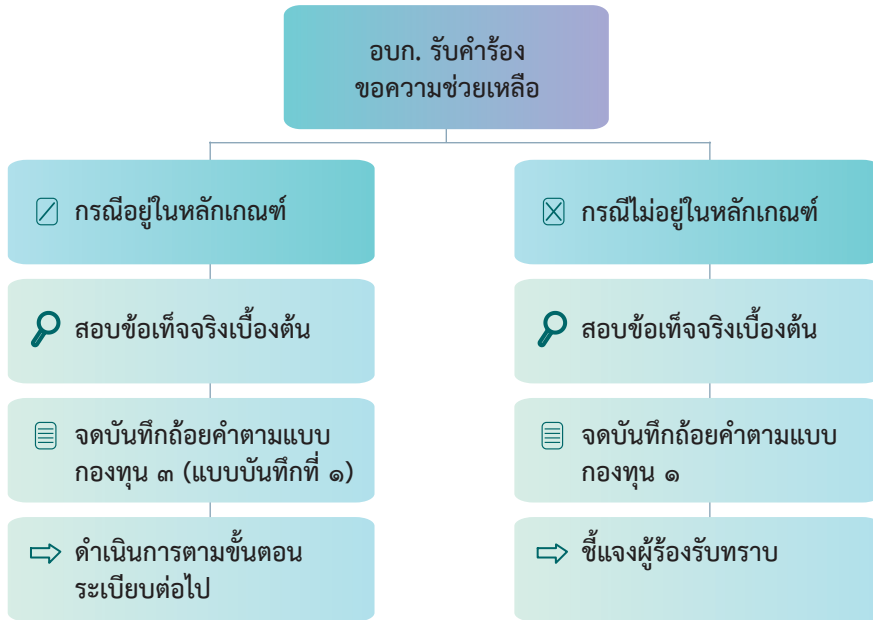 อบก. รับคำร้อง
ขอความช่วยเหลือ
กรณีอยู่ในหลักเกณฑ์
สอบข้อเท็จจริงเบื้องต้น
จดบันทึกถ้อยคำตามแบบ
กองทุน ๓ (แบบบันทึกที่ ๑)
ดำเนินการตามขั้นตอน
ระเบียบต่อไป
กรณีไม่อยู่ในหลักเกณฑ์
สอบข้อเท็จจริงเบื้องต้น
จดบันทึกถ้อยคำตามแบบ
กองทุน ๑
ชี้แจงผู้ร้องรับทราบ